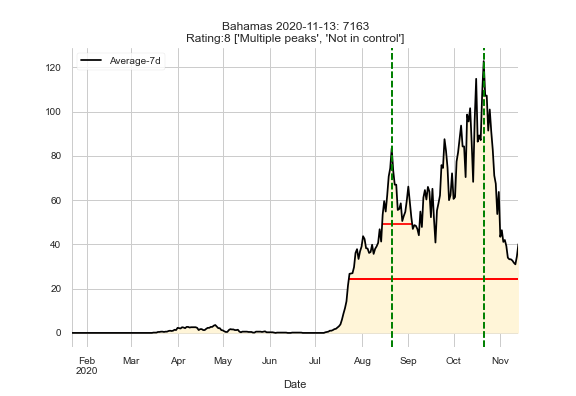 Bahamas 2020-11-13: 7163
Rating:8 ['Multiple peaks', 'Not in control']
Average-7d
120
100
80
60
40
20
0
Feb Mar Apr May Jun Jul Aug Sep Oct Nov
2020
Date